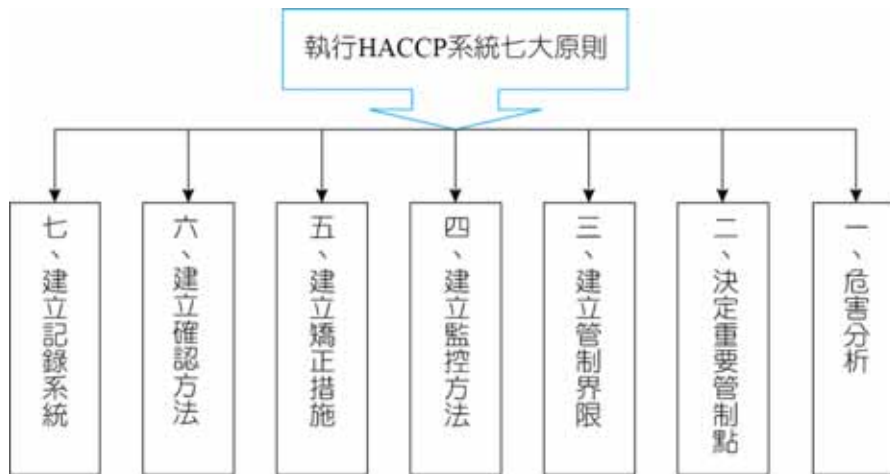 執行HACCP系統七大原則
一、危害分析
二、決定重要管制點
三、建立管制界限
四、建立監控方法
五、建立矯正措施
六、建立確認方法
七、建立記錄系統